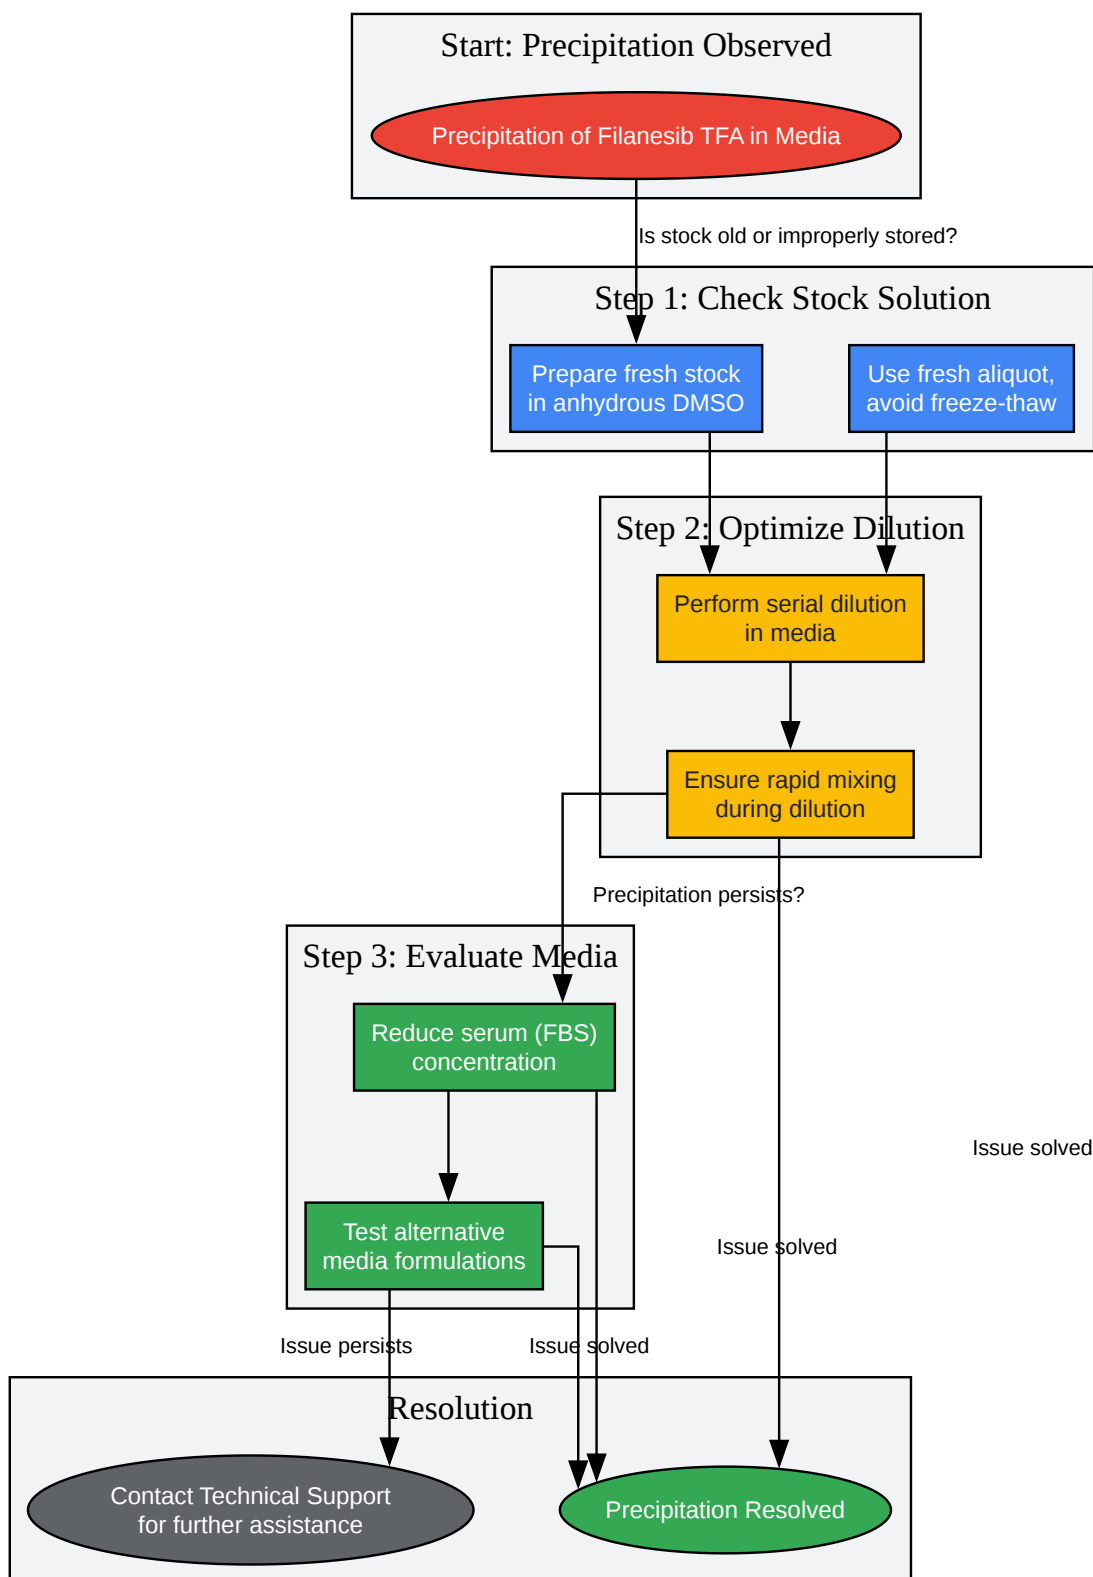 Start: Precipitation Observed
Precipitation of Filanesib TFA in Media
Is stock old or improperly stored?
Step 1: Check Stock Solution
Prepare fresh stock
in anhydrous DMSO
Use fresh aliquot,
avoid freeze-thaw
Step 2: Optimize Dilution
Perform serial dilution
in media
Ensure rapid mixing
during dilution
Precipitation persists?
Step 3: Evaluate Media
Reduce serum (FBS)
concentration
Issue solved
Test alternative
media formulations
Issue solved
Issue persists
Issue solved
Resolution
Contact Technical Support
for further assistance
Precipitation Resolved